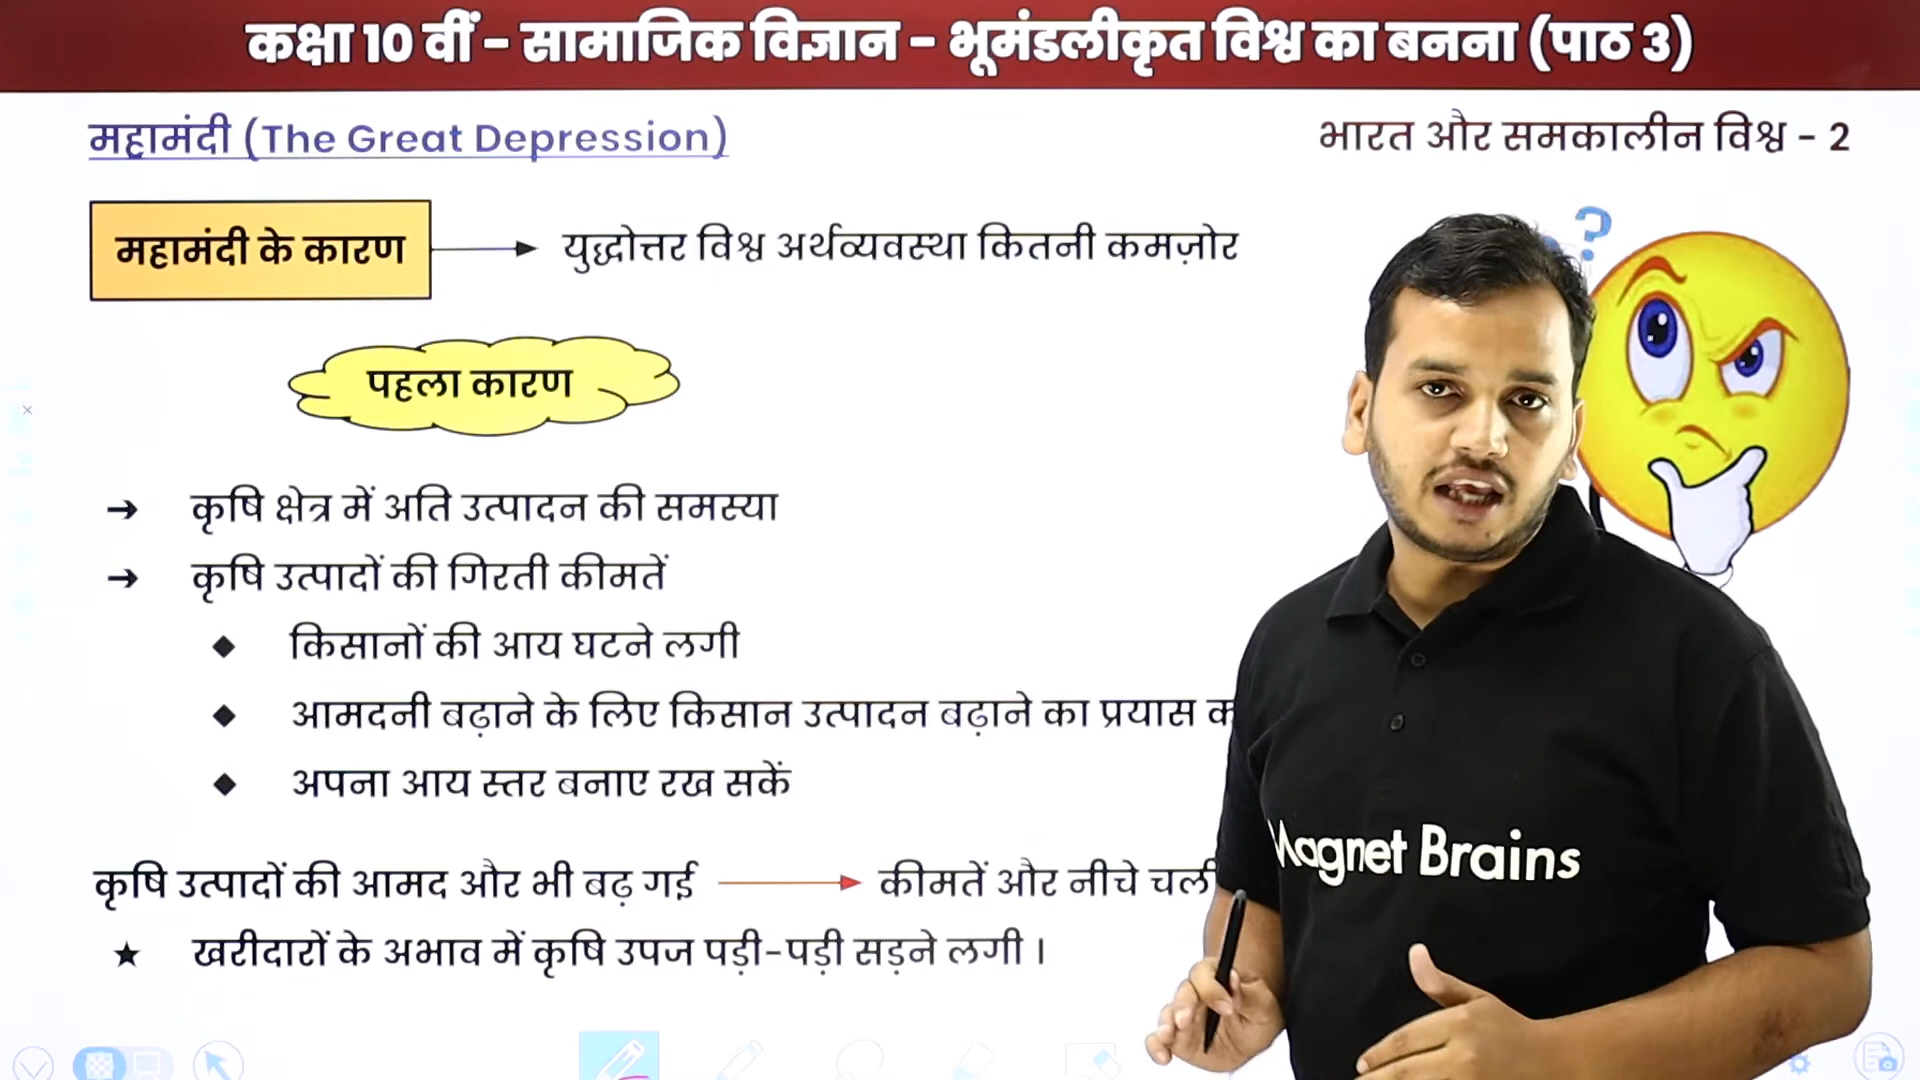 कक्षा 10 वीं - सामाजिक विज्ञान - भूमंडलीकृत विश्व का बनना (पाठ 3)
महामंदी (The Great Depression)
भारत और समकालीन विश्व - 2
महामंदी के कारण → युद्धोत्तर विश्व अर्थव्यवस्था कितनी कमज़ोर
?
पहला कारण
→ कृषि क्षेत्र में अति उत्पादन की समस्या
→ कृषि उत्पादों की गिरती कीमतें
◆ किसानों की आय घटने लगी
◆ आमदनी बढ़ाने के लिए किसान उत्पादन बढ़ाने का प्रयास
◆ अपना आय स्तर बनाए रख सकें
कृषि उत्पादों की आमद और भी बढ़ गई → कीमतें और नीचे चली
★ खरीदारों के अभाव में कृषि उपज पड़ी-पड़ी सड़ने लगी ।
Magnet Brains